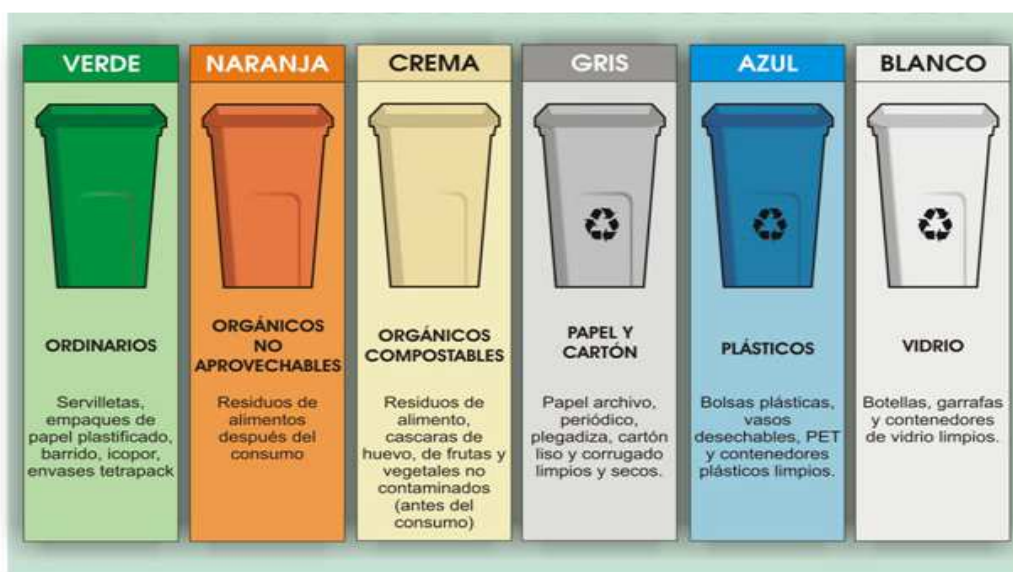 VERDE
ORDINARIOS
Servilletas,
empaques de
papel plastificado,
barrido, icopor,
envases tetrapack
NARANJA
ORGÁNICOS
NO
APROVECHABLES
Residuos de
alimentos
después del
consumo
CREMA
ORGÁNICOS
COMPOSTABLES
Residuos de
alimento,
cascaras de
huevo, de frutas y
vegetales no
contaminados
(antes del
consumo)
GRIS
PAPEL Y
CARTÓN
Papel archivo,
periódico,
plegadiza, cartón
liso y corrugado
limpios y secos.
AZUL
PLÁSTICOS
Bolsas plásticas,
vasos
desechables, PET
y contenedores
plásticos limpios.
BLANCO
VIDRIO
Botellas, garrafas
y contenedores
de vidrio limpios.